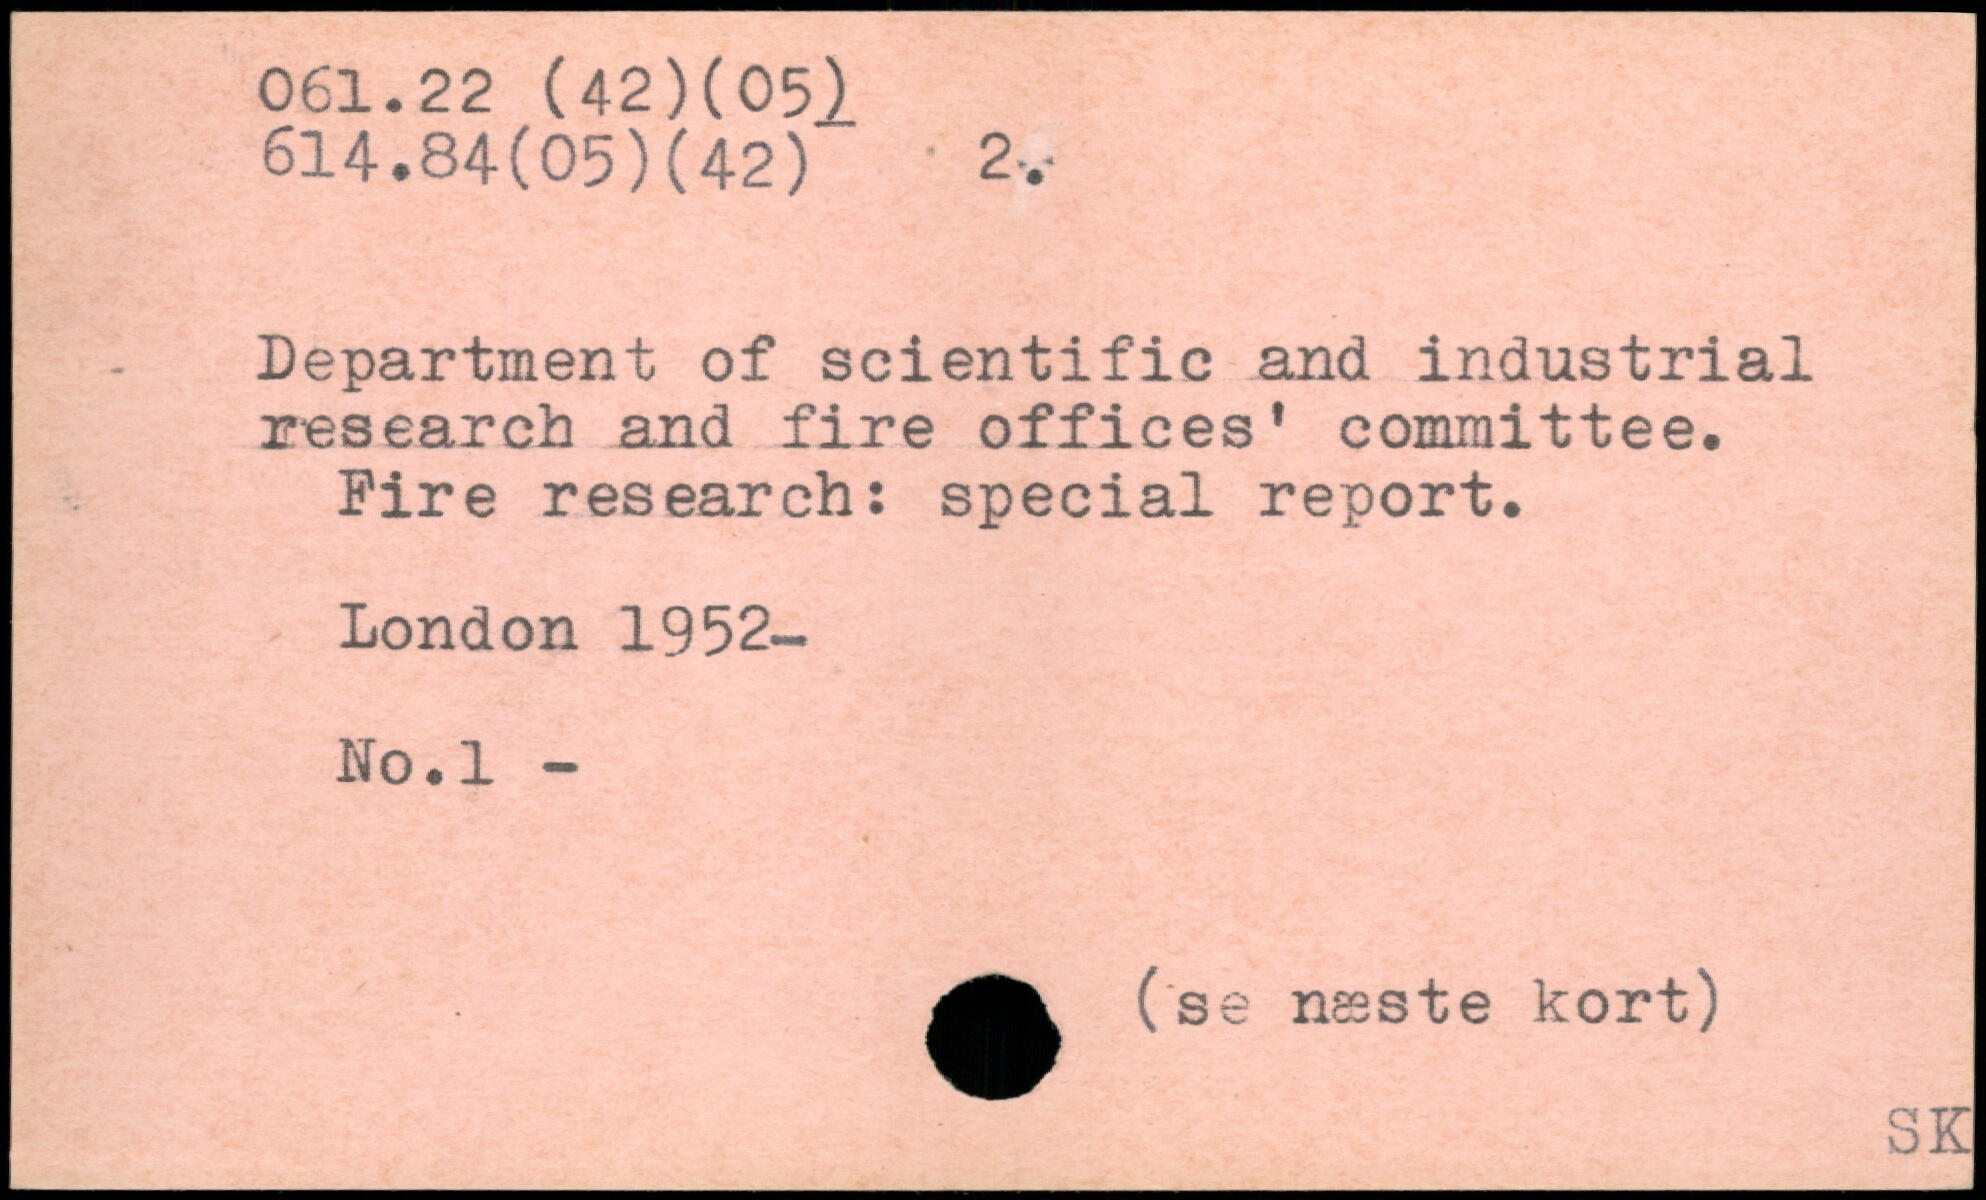 061.22 (42)(05)
614.84(05)(42) 2.
Department of scientific and industrial
research and fire offices' committee.
Fire research: special report.
London 1952-
No.1 -
(se næste kort)
SK